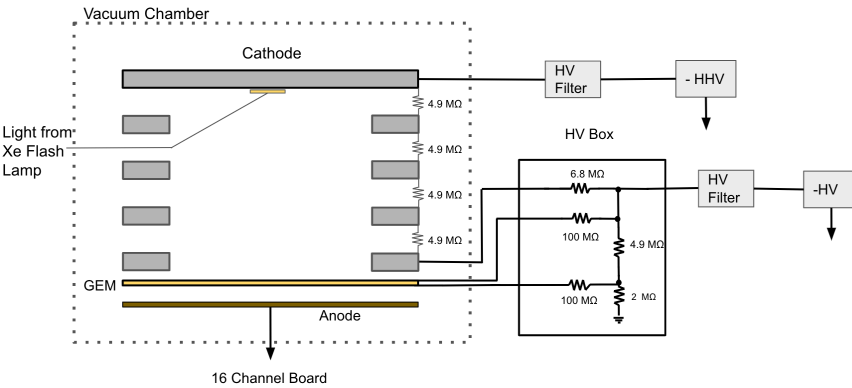 Vacuum Chamber
Cathode
HV
Filter
- HHV
4.9 MΩ
Light from
Xe Flash
Lamp
4.9 MΩ
4.9 MΩ
4.9 MΩ
HV Box
6.8 MΩ
HV
Filter
-HV
100 MΩ
4.9 MΩ
GEM
100 MΩ
2 MΩ
Anode
16 Channel Board